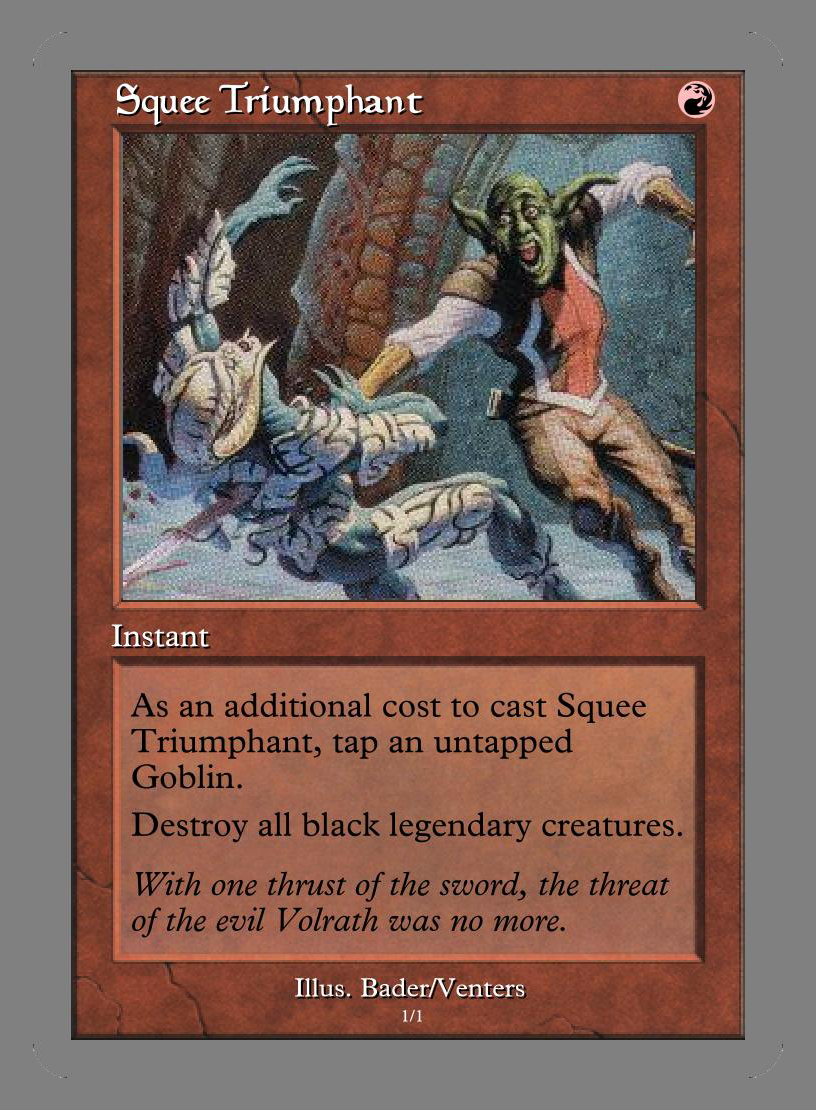 Squee Triumphant
Instant
As an additional cost to cast Squee
Triumphant, tap an untapped
Goblin.
Destroy all black legendary creatures.
With one thrust of the sword, the threat
of the evil Volrath was no more.
Illus. Bader/Venters
1/1